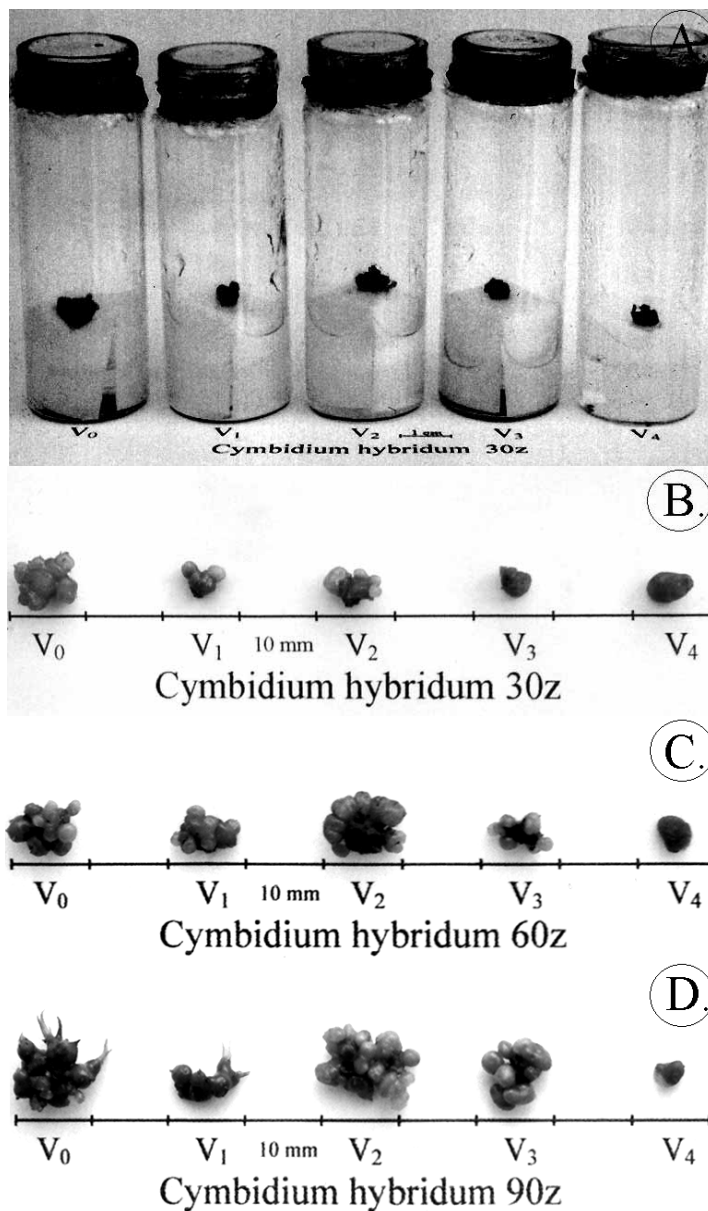 A
V₀ V₁ V₂ 1 cm V₃ V₄
Cymbidium hybridum 30z
B.
V₀ V₁ 10 mm V₂ V₃ V₄
Cymbidium hybridum 30z
C.
V₀ V₁ 10 mm V₂ V₃ V₄
Cymbidium hybridum 60z
D.
V₀ V₁ 10 mm V₂ V₃ V₄
Cymbidium hybridum 90z